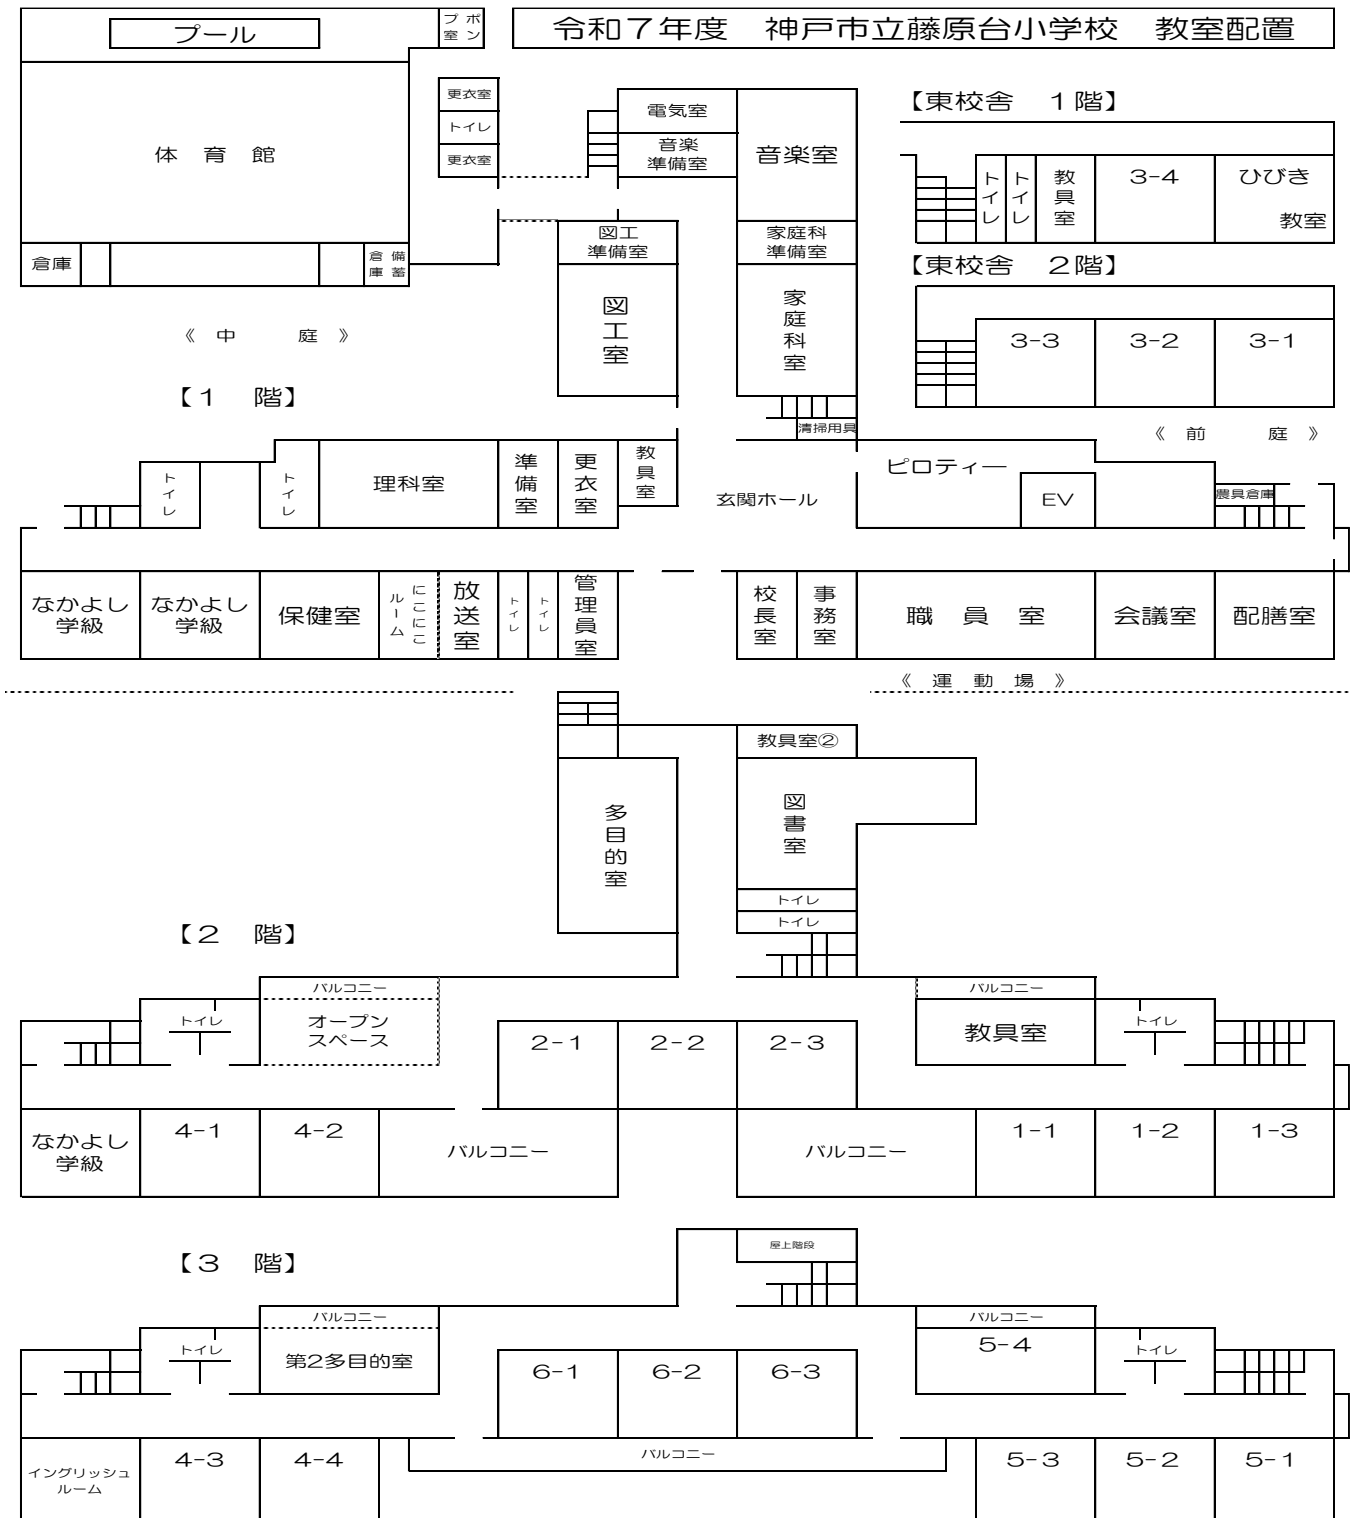 令和７年度　神戸市立藤原台小学校　教室配置
プール
ポンプ室
体　育　館
倉庫
備蓄倉庫
更衣室
トイレ
更衣室
電気室
音楽
準備室
音楽室
図工
準備室
図工室
家庭科
準備室
家庭科室
清掃用具
【東校舎　１階】
トイレ
トイレ
教具室
3-4
ひびき
教室
【東校舎　２階】
3-3
3-2
3-1
《　中　　　庭　》
《　前　　　庭　》
【１　階】
トイレ
トイレ
理科室
準備室
更衣室
教具室
玄関ホール
ピロティー
EV
農具倉庫
なかよし
学級
なかよし
学級
保健室
にこにこ
ルーム
放送室
トイレ
トイレ
管理員室
校長室
事務室
職　員　室
会議室
配膳室
《　運　動　場　》
教具室②
多目的室
図書室
トイレ
トイレ
【２　階】
トイレ
バルコニー
オープン
スペース
2-1
2-2
2-3
バルコニー
教具室
トイレ
なかよし
学級
4-1
4-2
バルコニー
バルコニー
1-1
1-2
1-3
【３　階】
屋上階段
トイレ
バルコニー
第2多目的室
6-1
6-2
6-3
バルコニー
5-4
トイレ
イングリッシュ
ルーム
4-3
4-4
バルコニー
5-3
5-2
5-1